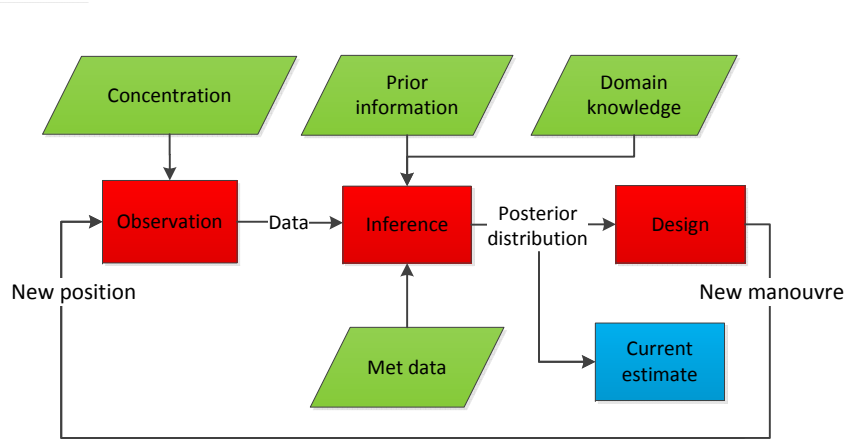 Concentration
Prior
information
Domain
knowledge
Observation
Data
Inference
Posterior
distribution
Design
New position
New manouvre
Met data
Current
estimate